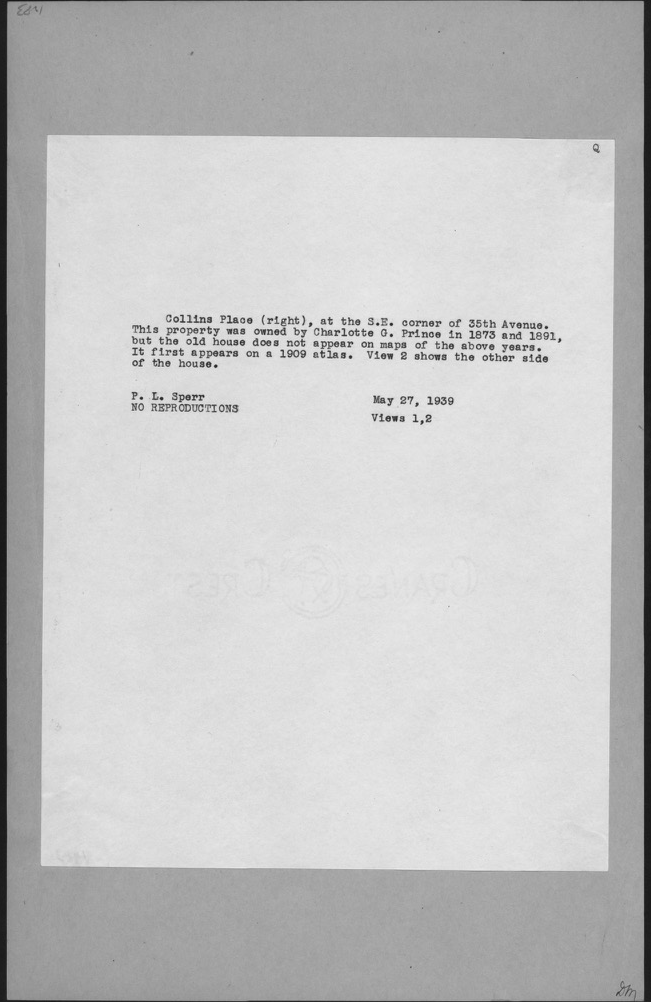 Q
Collins Place (right), at the S.E. corner of 35th Avenue.
This property was owned by Charlotte G. Prince in 1873 and 1891,
but the old house does not appear on maps of the above years.
It first appears on a 1909 atlas. View 2 shows the other side
of the house.
P. L. Sperr
May 27, 1939
NO REPRODUCTIONS
Views 1,2
CRANE'S CREST